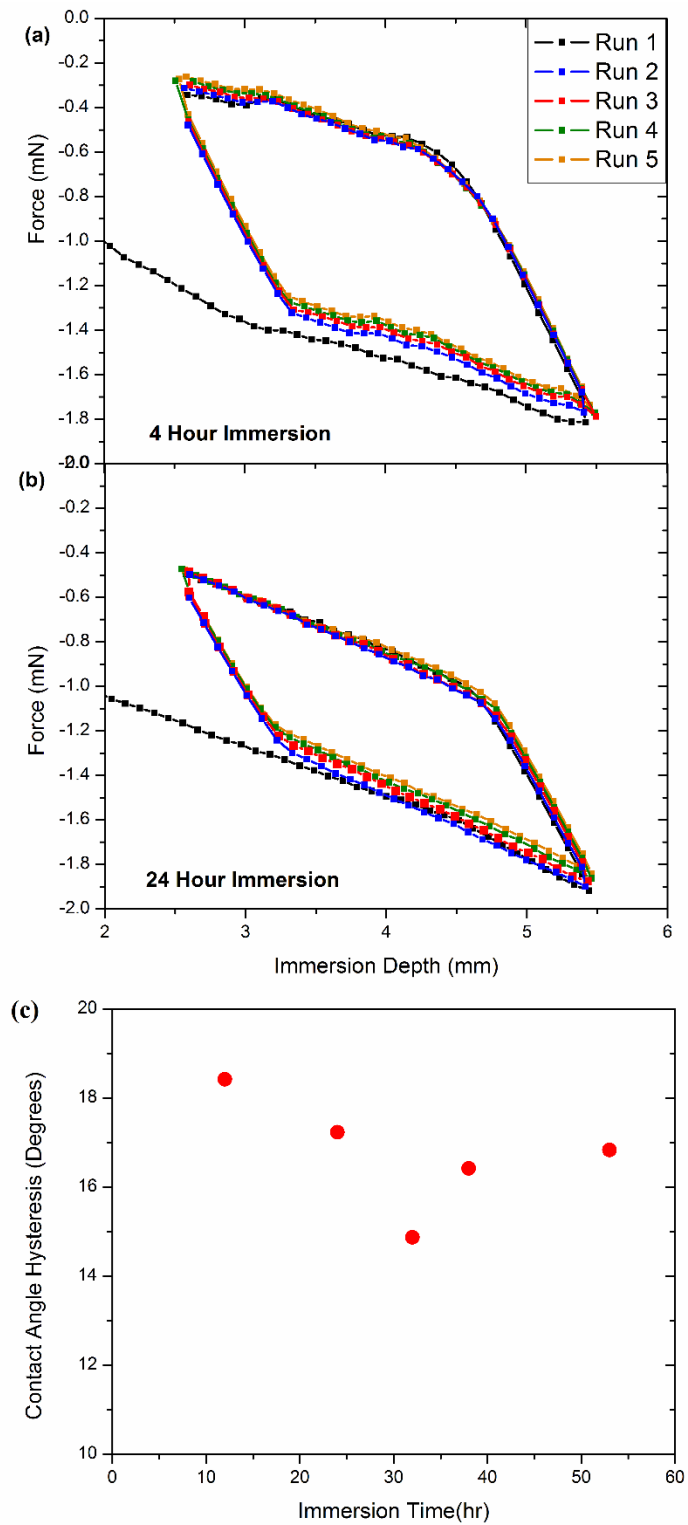 (a)
0.0
-0.2
-0.4
-0.6
-0.8
-1.0
-1.2
-1.4
-1.6
-1.8
-2.0
Force (mN)
Run 1
Run 2
Run 3
Run 4
Run 5
4 Hour Immersion
(b)
0.0
-0.2
-0.4
-0.6
-0.8
-1.0
-1.2
-1.4
-1.6
-1.8
-2.0
Force (mN)
24 Hour Immersion
2 3 4 5 6
Immersion Depth (mm)
(c)
20
18
16
14
12
10
Contact Angle Hysteresis (Degrees)
0 10 20 30 40 50 60
Immersion Time(hr)